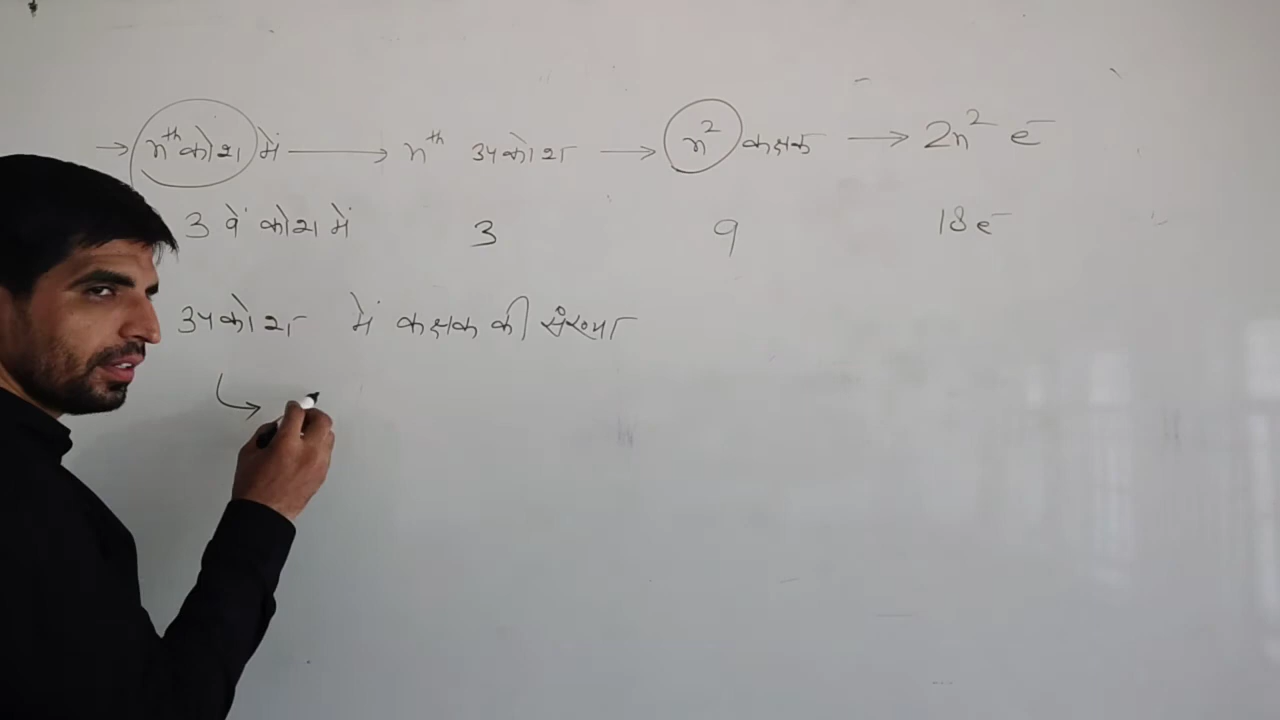 → nᵗʰ कोश में → nᵗʰ उपकोश → n² कक्षक → 2n² e⁻
3 वें कोश में 3 9 18e⁻
उपकोश में कक्षक की संख्या